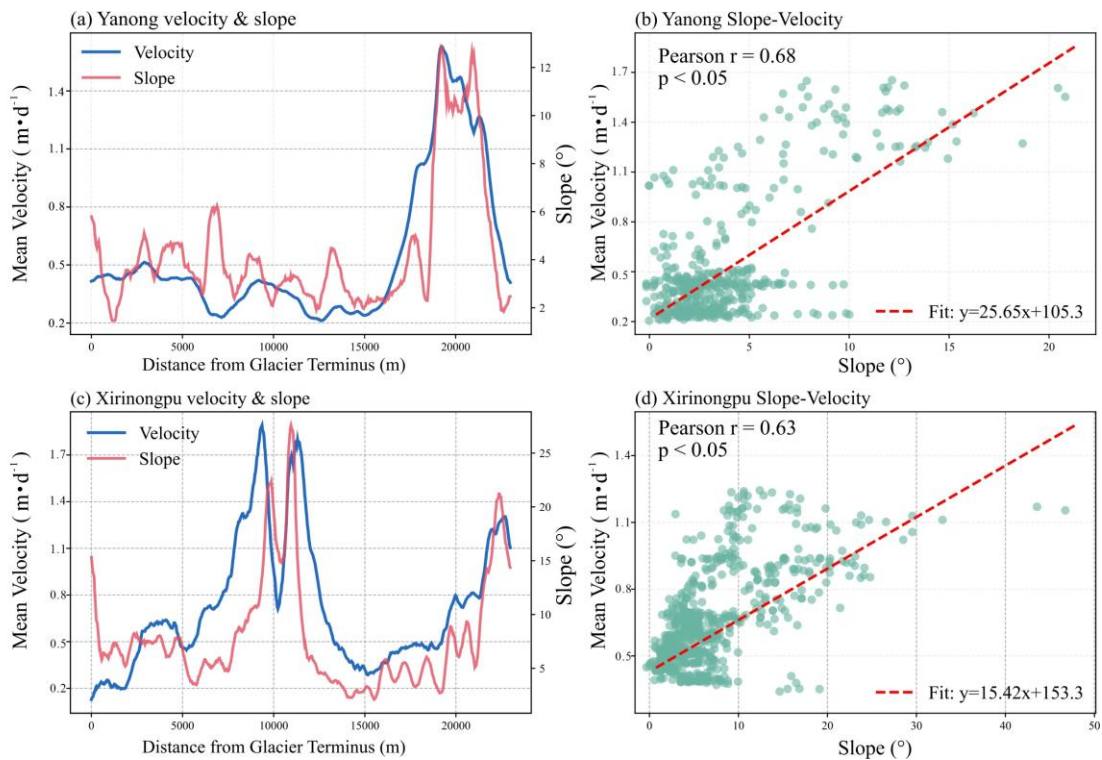 (a) Yanong velocity & slope
Velocity
Slope
Mean Velocity ( m•d⁻¹ )
1.4
1.1
0.8
0.5
0.2
12
10
8
6
4
2
Slope (°)
0
5000
10000
15000
20000
Distance from Glacier Terminus (m)
(b) Yanong Slope-Velocity
Pearson r = 0.68
p < 0.05
Mean Velocity ( m•d⁻¹ )
1.7
1.4
1.1
0.8
0.5
0.2
Fit: y=25.65x+105.3
0
5
10
15
20
Slope (°)
(c) Xirinongpu velocity & slope
Velocity
Slope
Mean Velocity ( m•d⁻¹ )
1.7
1.4
1.1
0.8
0.5
0.2
25
20
15
10
5
Slope (°)
0
5000
10000
15000
20000
Distance from Glacier Terminus (m)
(d) Xirinongpu Slope-Velocity
Pearson r = 0.63
p < 0.05
Mean Velocity ( m•d⁻¹ )
1.4
1.1
0.8
0.5
Fit: y=15.42x+153.3
0
10
20
30
40
50
Slope (°)